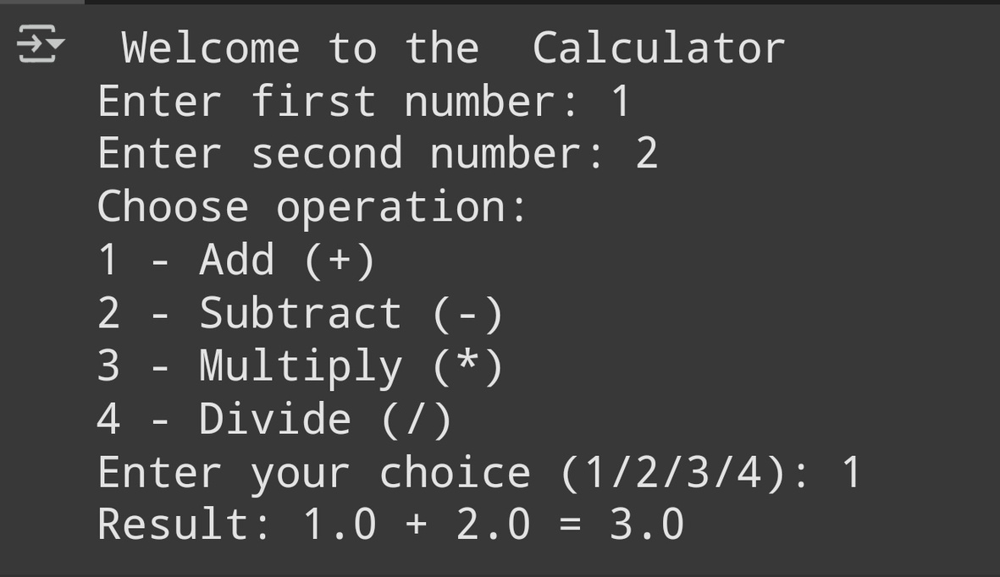 Welcome to the  Calculator
Enter first number: 1
Enter second number: 2
Choose operation:
1 - Add (+)
2 - Subtract (-)
3 - Multiply (*)
4 - Divide (/)
Enter your choice (1/2/3/4): 1
Result: 1.0 + 2.0 = 3.0